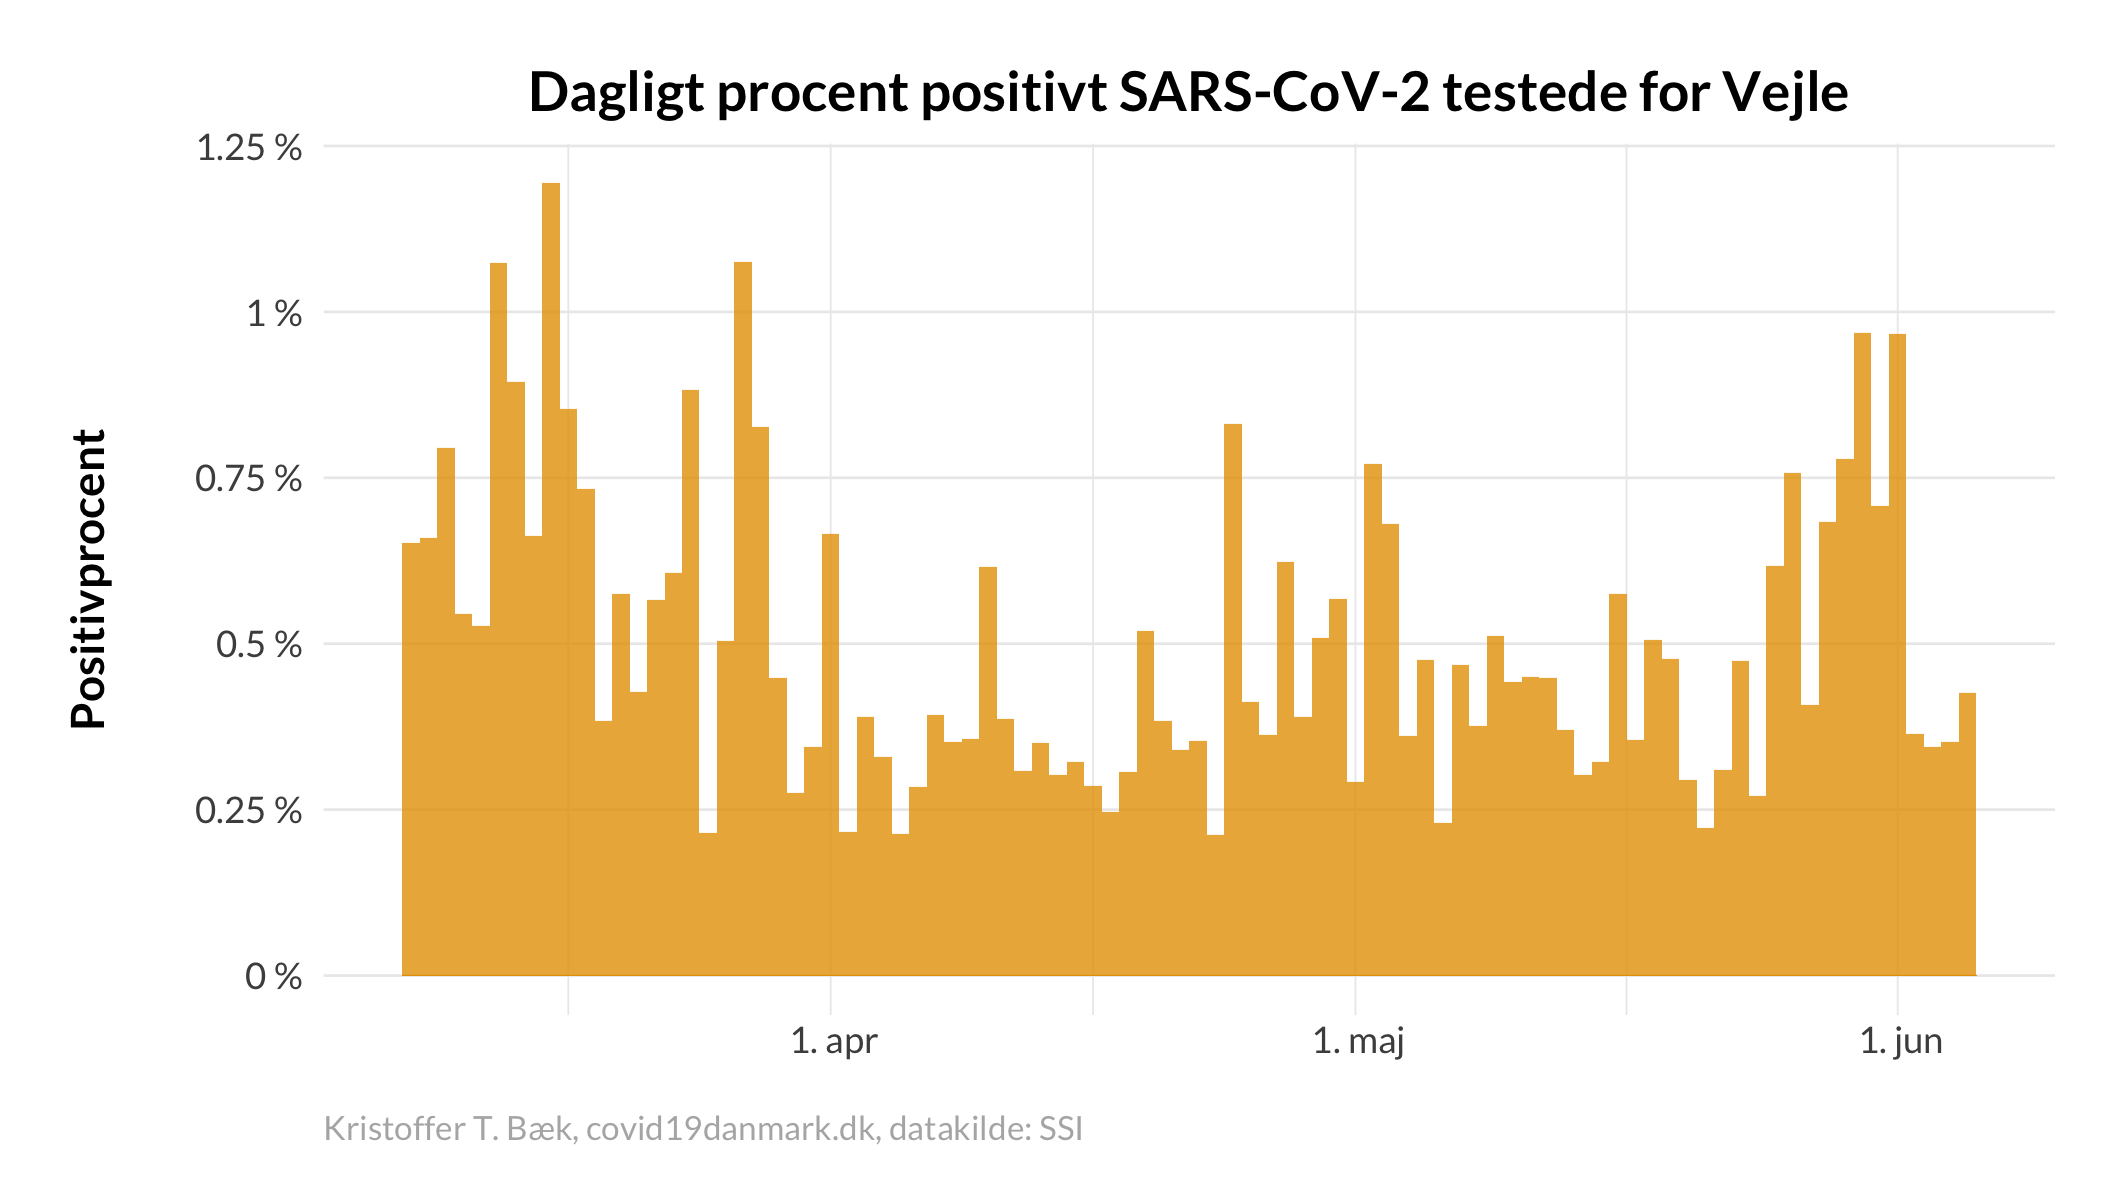 Dagligt procent positivt SARS-CoV-2 testede for Vejle
Positivprocent
1.25 %
1 %
0.75 %
0.5 %
0.25 %
0 %
1. apr
1. maj
1. jun
Kristoffer T. Bæk, covid19danmark.dk, datakilde: SSI